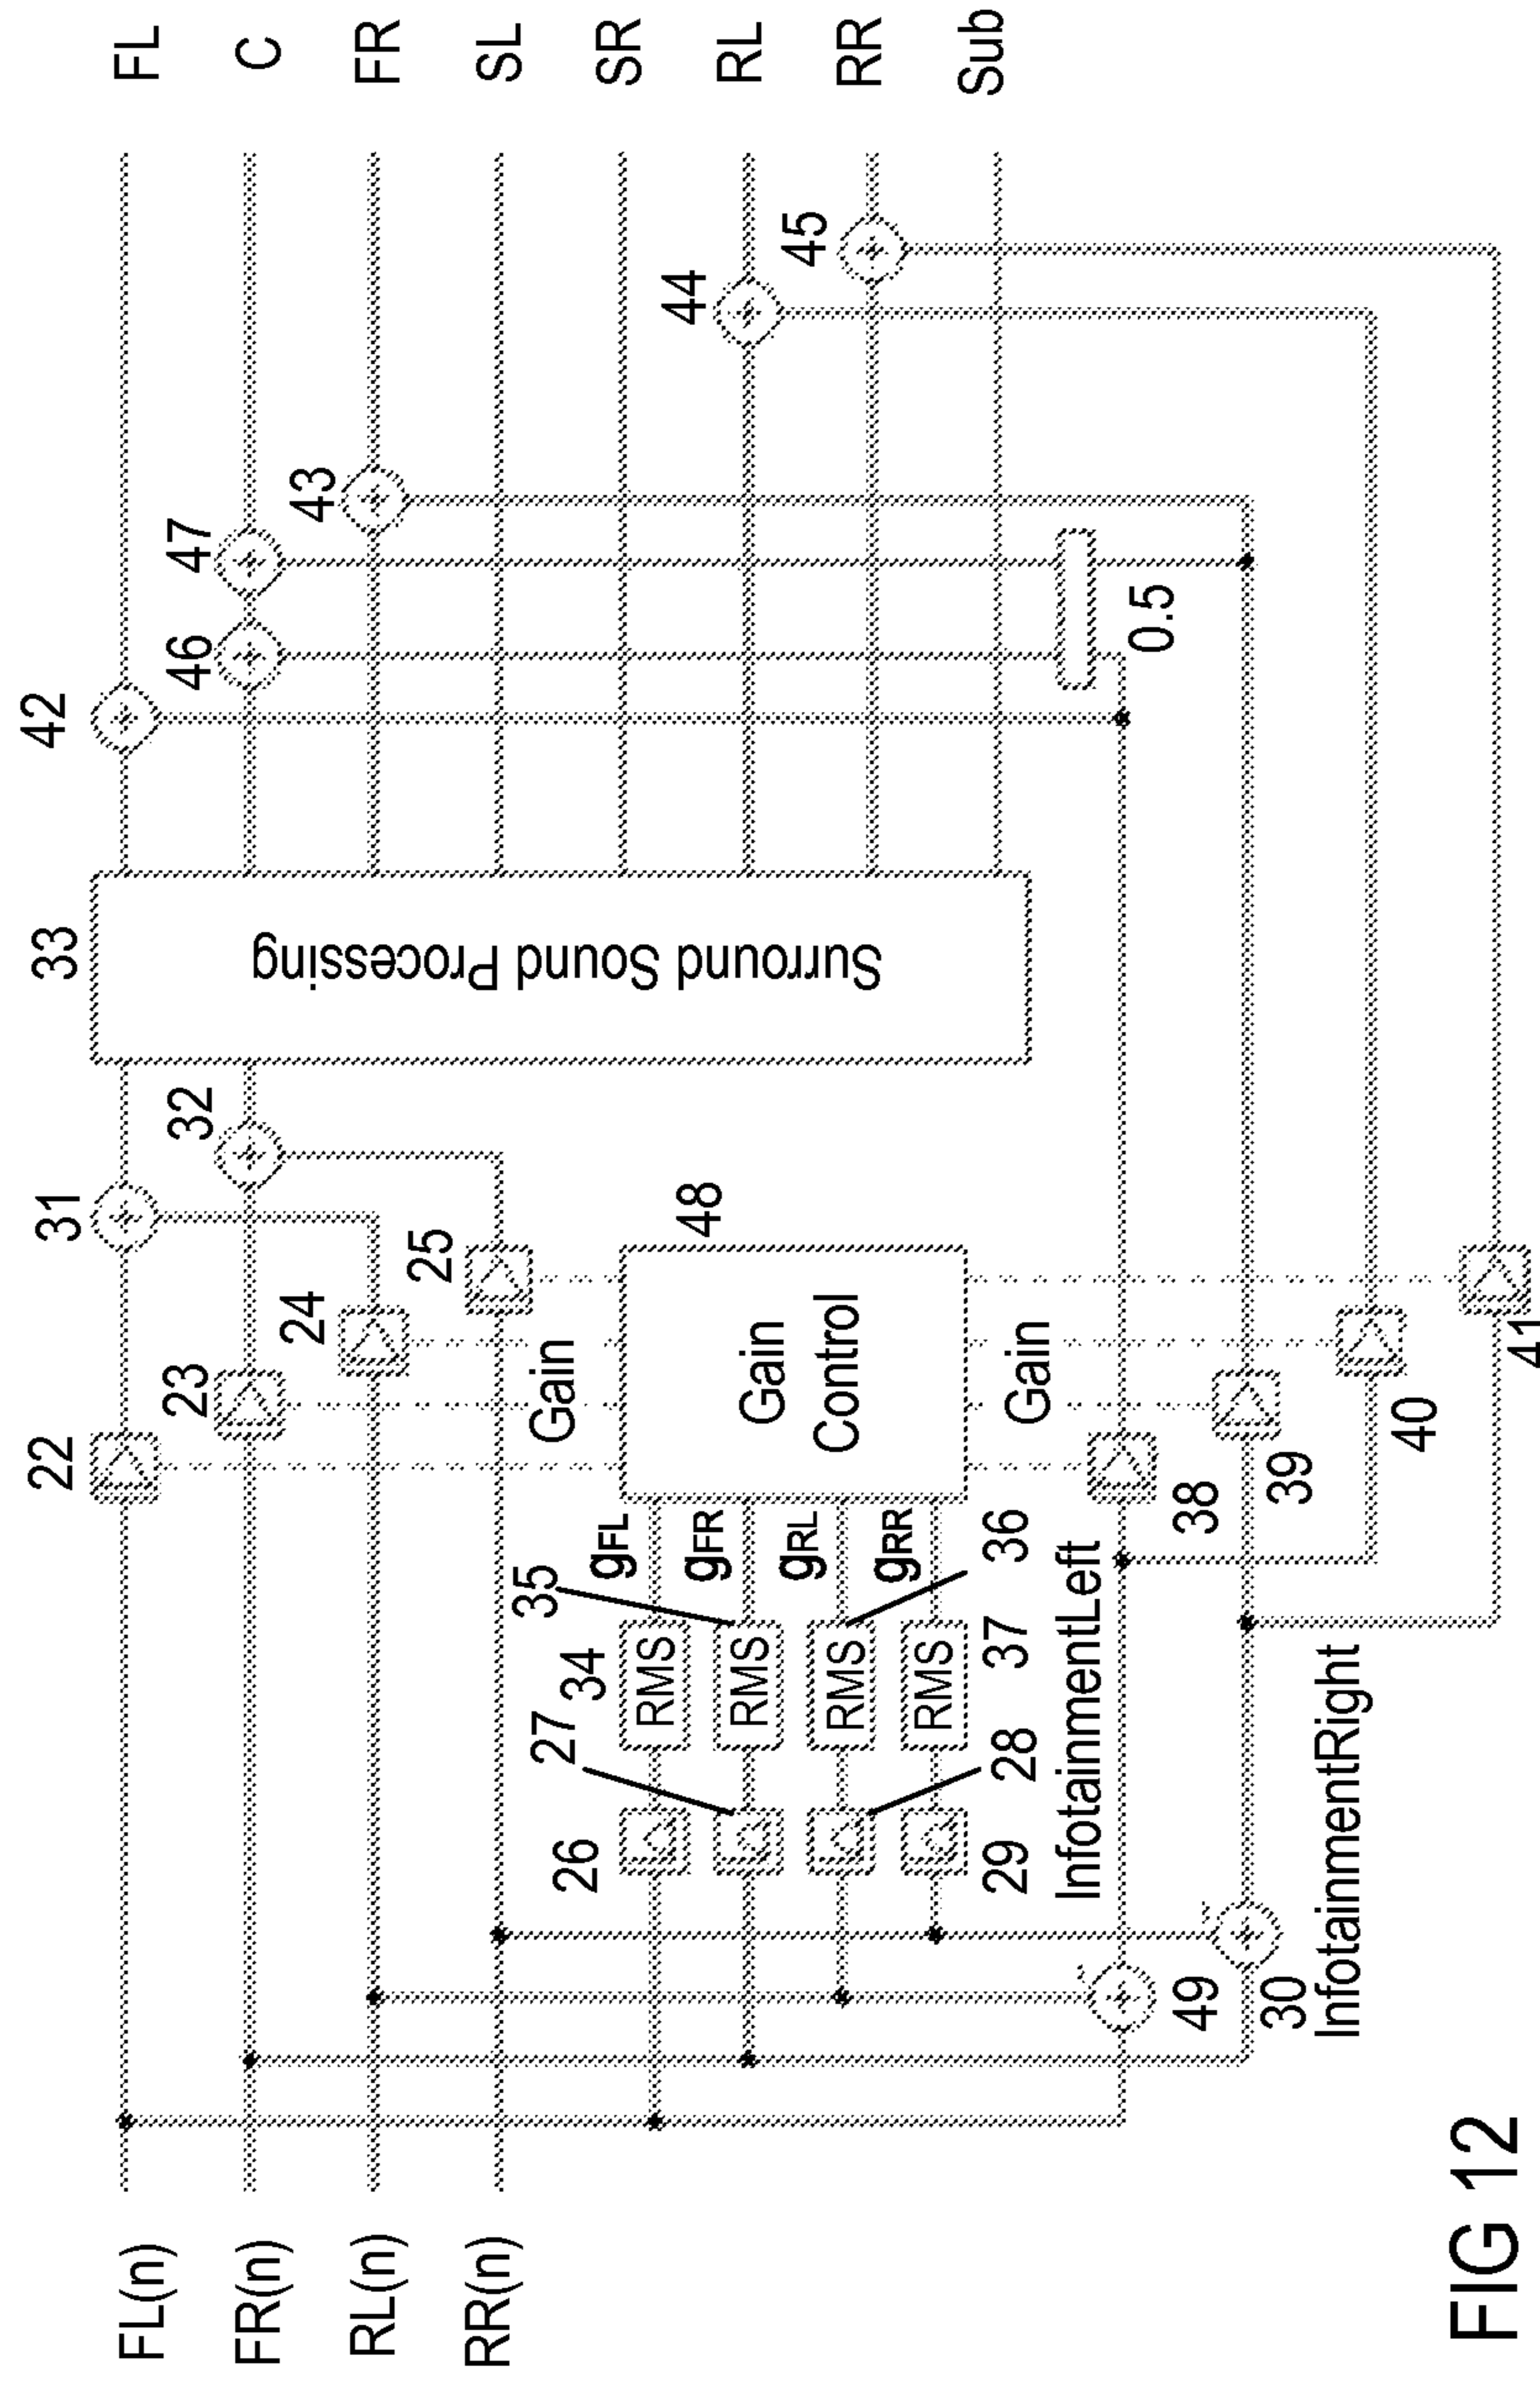 FL(n)
FR(n)
RL(n)
RR(n)
22
23
24
25
31
32
33
Surround Sound Processing
42
46
47
43
44
45
FL
C
FR
SL
SR
RL
RR
Sub
Gain
48
Gain
Control
Gain
gFL
gFR
gRL
gRR
26
27
28
29
34
35
36
37
RMS
RMS
RMS
RMS
InfotainmentLeft
InfotainmentRight
49
30
38
39
40
41
0.5
FIG 12